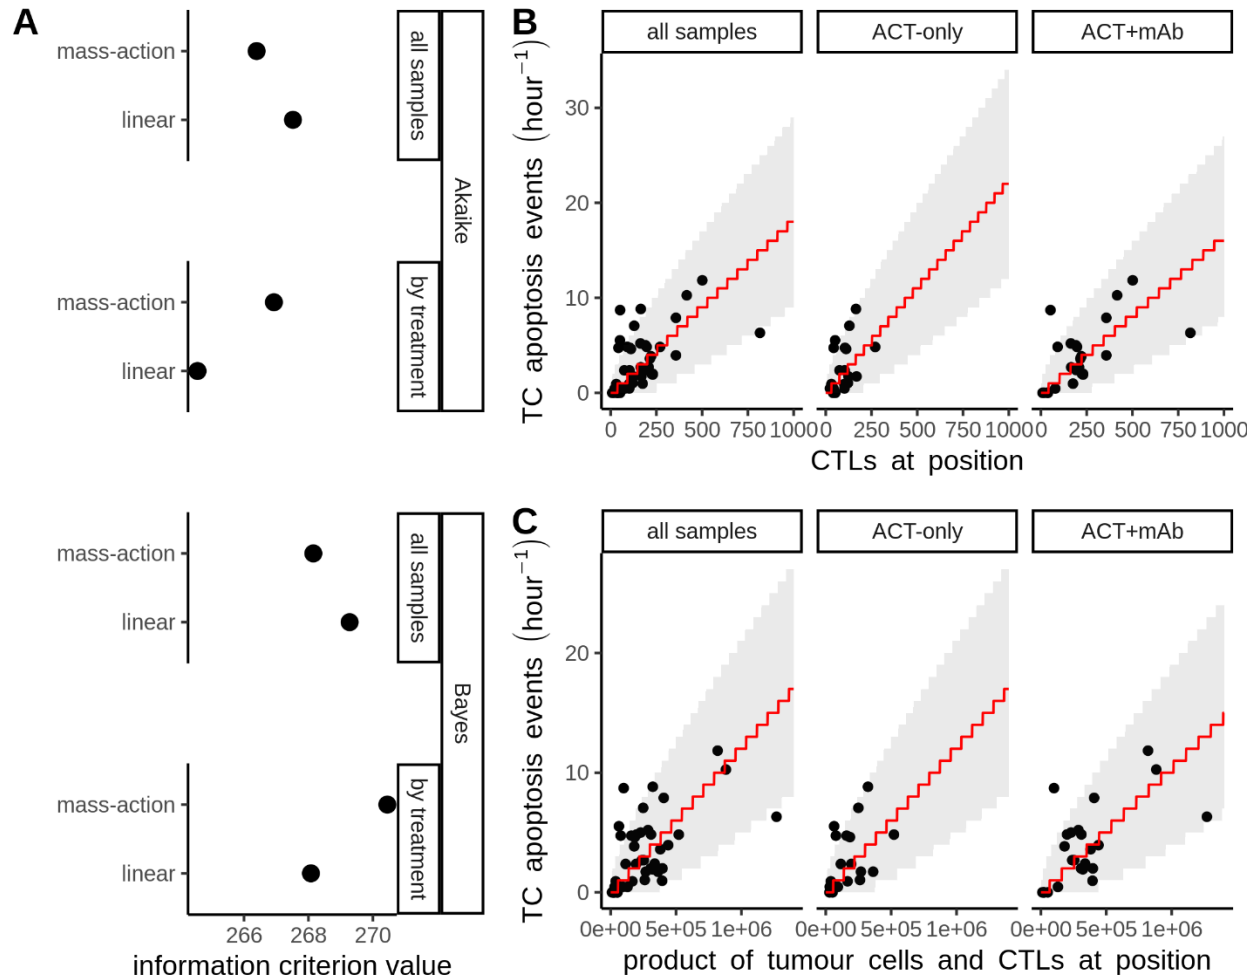 A
mass-action
linear
all samples
mass-action
linear
by treatment
Akaike
mass-action
linear
all samples
mass-action
linear
by treatment
Bayes
266 268 270
information criterion value
B
all samples ACT-only ACT+mAb
TC apoptosis events (hour⁻¹)
30
20
10
0
0 250 500 750 1000 0 250 500 750 1000 0 250 500 750 1000
CTLs at position
C
all samples ACT-only ACT+mAb
TC apoptosis events (hour⁻¹)
20
10
0
0e+00 5e+05 1e+06 0e+00 5e+05 1e+06 0e+00 5e+05 1e+06
product of tumour cells and CTLs at position